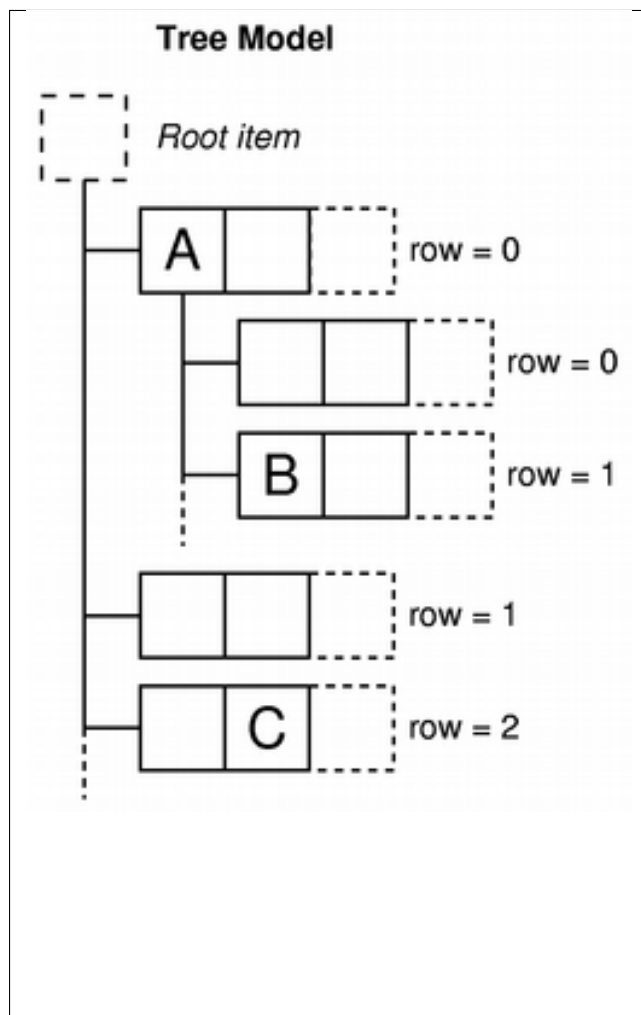 Tree Model
Root item
A row = 0
row = 0
B row = 1
row = 1
C row = 2